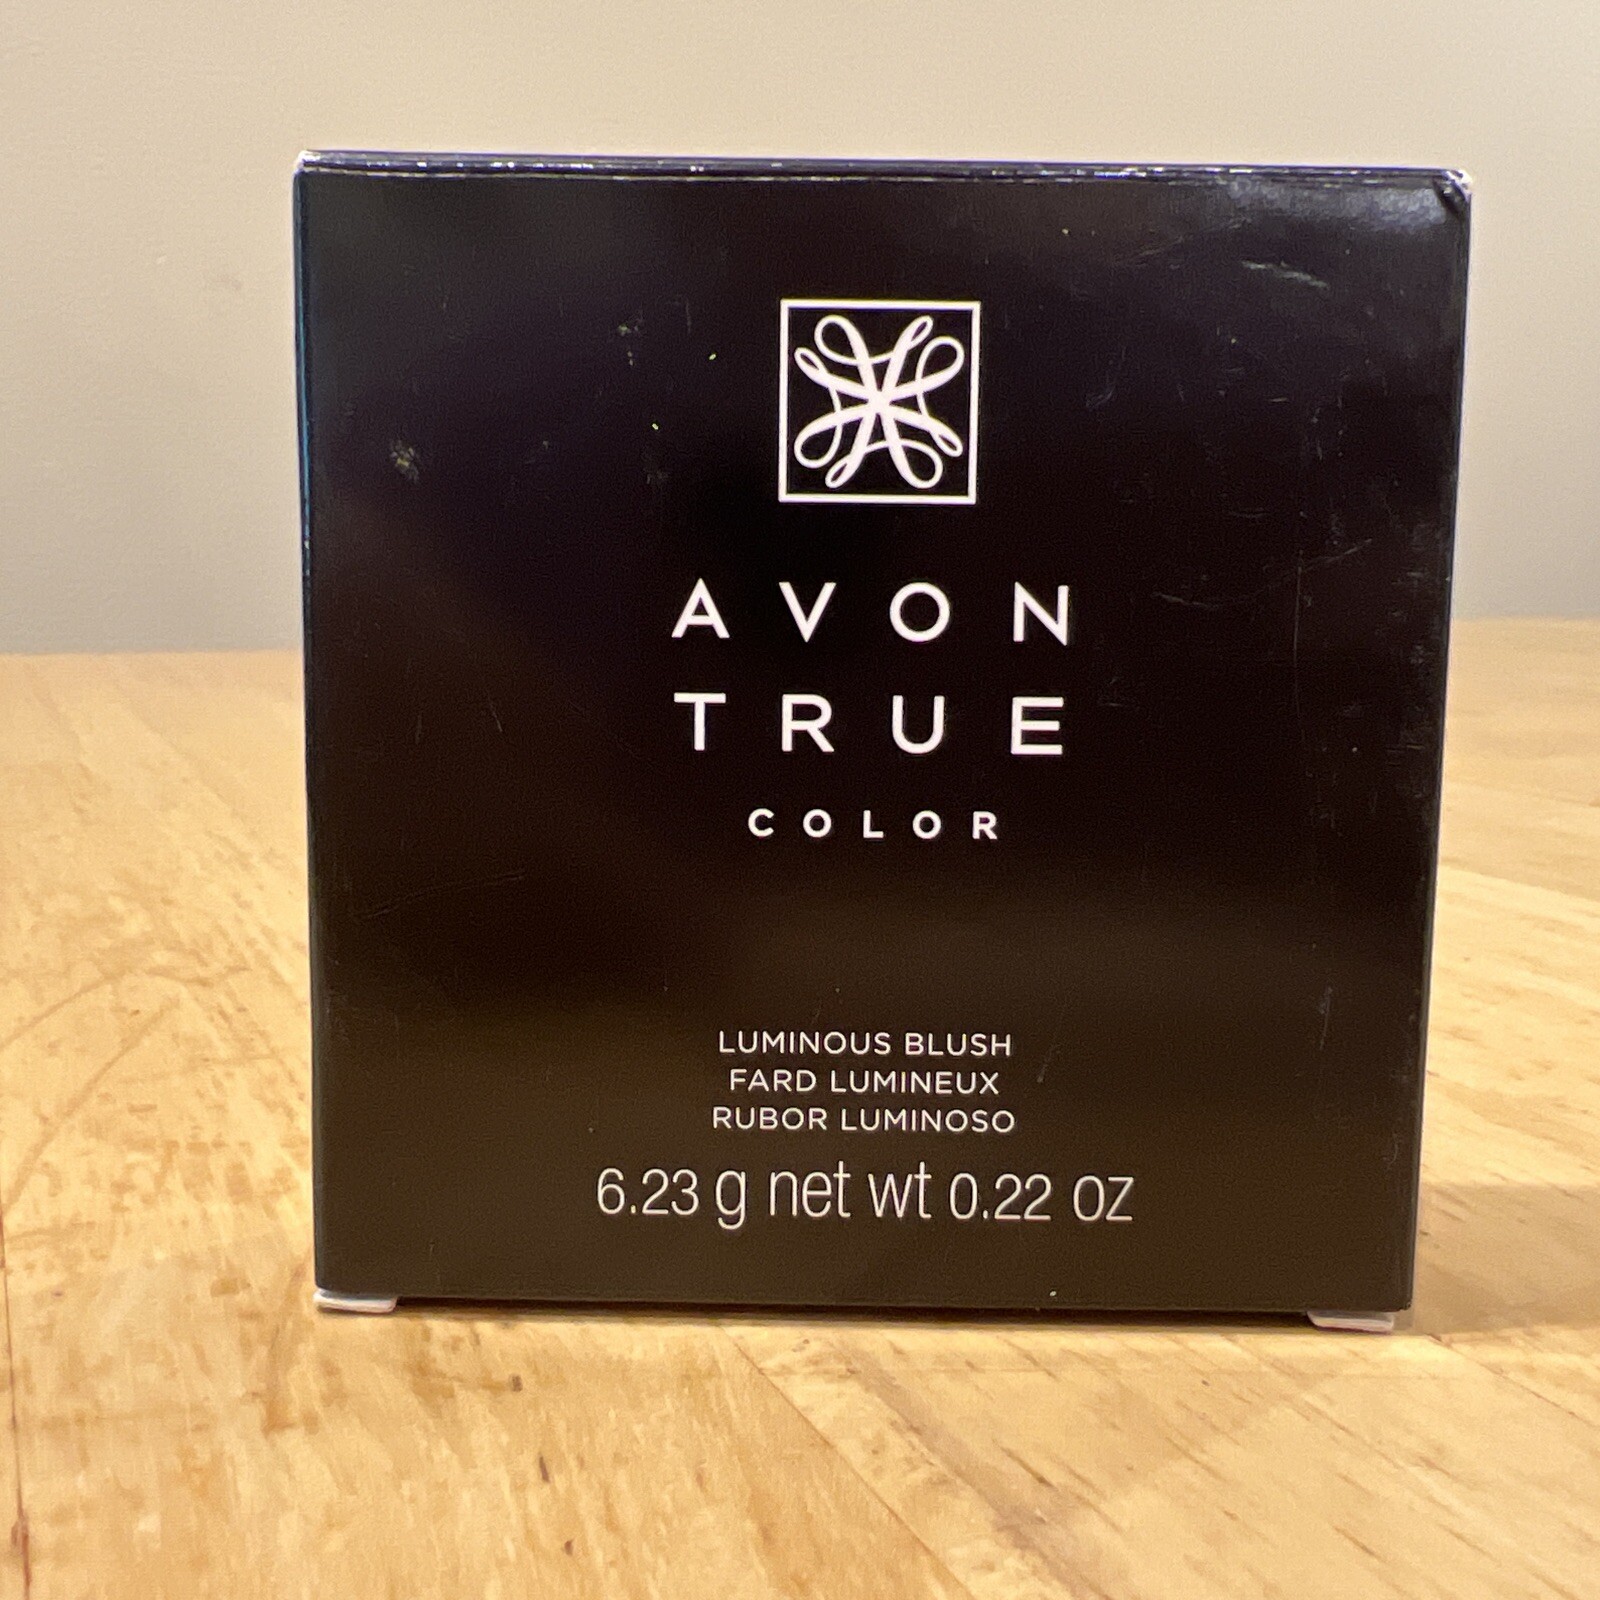 AVON
TRUE
COLOR
LUMINOUS BLUSH
FARD LUMINEUX
RUBOR LUMINOSO
6.23 g net wt 0.22 OZ